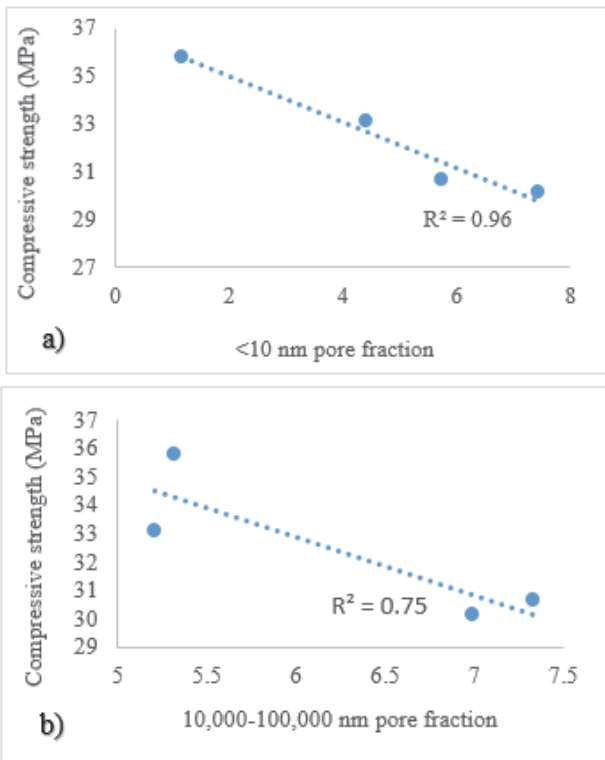 Compressive strength (MPa)
37
35
33
31
29
27
R² = 0.96
0 2 4 6 8
a)
<10 nm pore fraction
Compressive strength (MPa)
37
36
35
34
33
32
31
30
29
R² = 0.75
5 5.5 6 6.5 7 7.5
b)
10,000-100,000 nm pore fraction